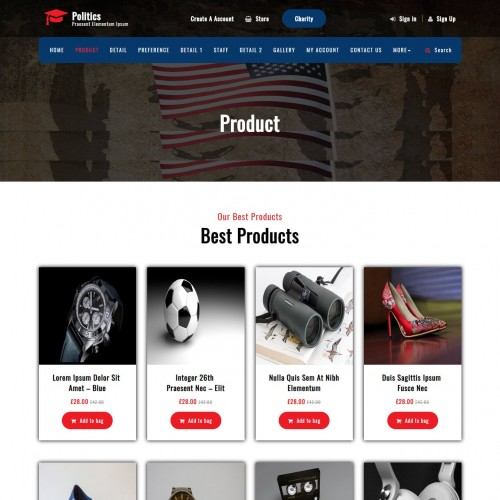 Politics
Praesent Elementum Ipsum
Create A Account
Store
Charity
Sign In
Sign Up
HOME
PRODUCT
DETAIL
PREFERENCE
DETAIL 1
STAFF
DETAIL 2
GALLERY
MY ACCOUNT
CONTACT US
MORE
Search
Product
Our Best Products
Best Products
Lorem Ipsum Dolor Sit
Amet – Blue
£28.00 £42.00
Add to bag
Integer 26th
Praesent Nec – Elit
£28.00 £42.00
Add to bag
Nulla Quis Sem At Nibh
Elementum
£28.00 £42.00
Add to bag
Duis Sagittis Ipsum
Fusce Nec
£28.00 £42.00
Add to bag